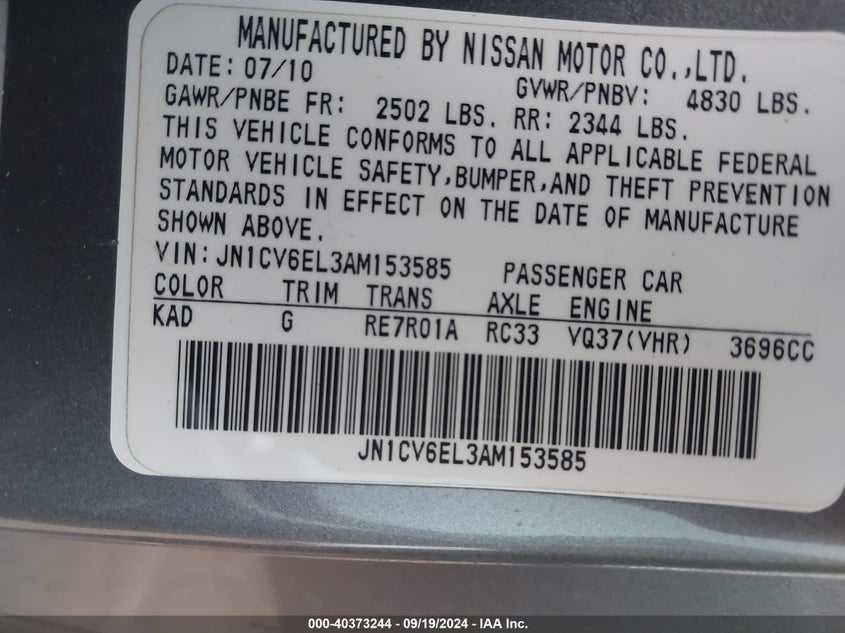 MANUFACTURED BY NISSAN MOTOR CO.,LTD.
DATE: 07/10 GVWR/PNBV: 4830 LBS.
GAWR/PNBE FR: 2502 LBS. RR: 2344 LBS.
THIS VEHICLE CONFORMS TO ALL APPLICABLE FEDERAL
MOTOR VEHICLE SAFETY,BUMPER,AND THEFT PREVENTION
STANDARDS IN EFFECT ON THE DATE OF MANUFACTURE
SHOWN ABOVE.
VIN: JN1CV6EL3AM153585 PASSENGER CAR
COLOR TRIM TRANS AXLE ENGINE
KAD G RE7R01A RC33 VQ37(VHR) 3696CC
JN1CV6EL3AM153585
000-40373244 - 09/19/2024 - IAA Inc.